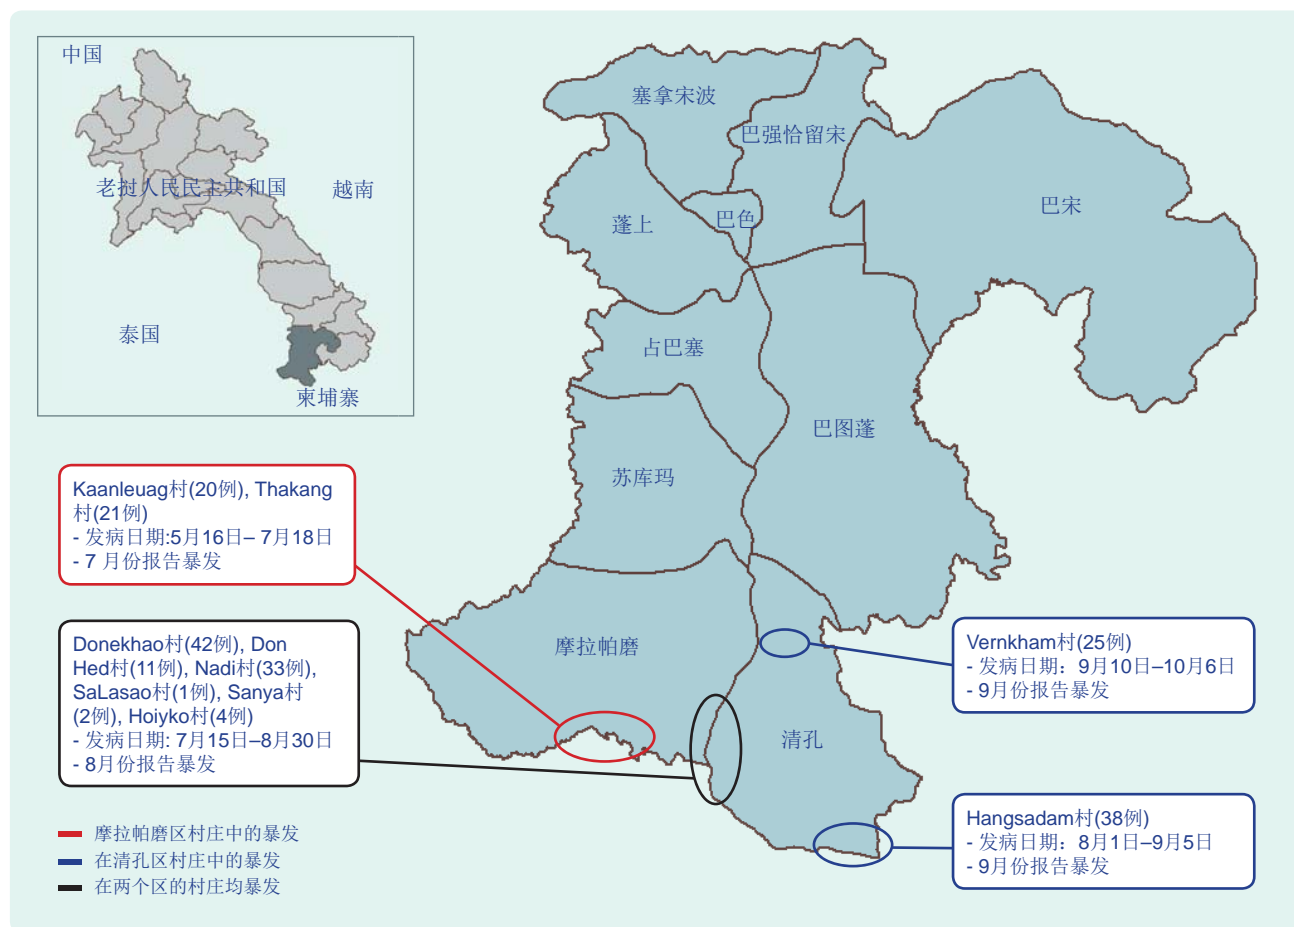 中国
老挝人民民主共和国
越南
泰国
柬埔寨
塞拿宋波
巴强恰留宋
巴宋
蓬上
巴色
占巴塞
巴图蓬
苏库玛
摩拉帕磨
清孔
Kaanleuag村(20例), Thakang
村(21例)
- 发病日期:5月16日– 7月18日
- 7 月份报告暴发
Donekhao村(42例), Don
Hed村(11例), Nadi村(33例),
SaLasao村(1例), Sanya村
(2例), Hoiyko村(4例)
- 发病日期: 7月15日–8月30日
- 8月份报告暴发
Vernkham村(25例)
- 发病日期：9月10日–10月6日
- 9月份报告暴发
Hangsadam村(38例)
- 发病日期：8月1日–9月5日
- 9月份报告暴发
摩拉帕磨区村庄中的暴发
在清孔区村庄中的暴发
在两个区的村庄均暴发